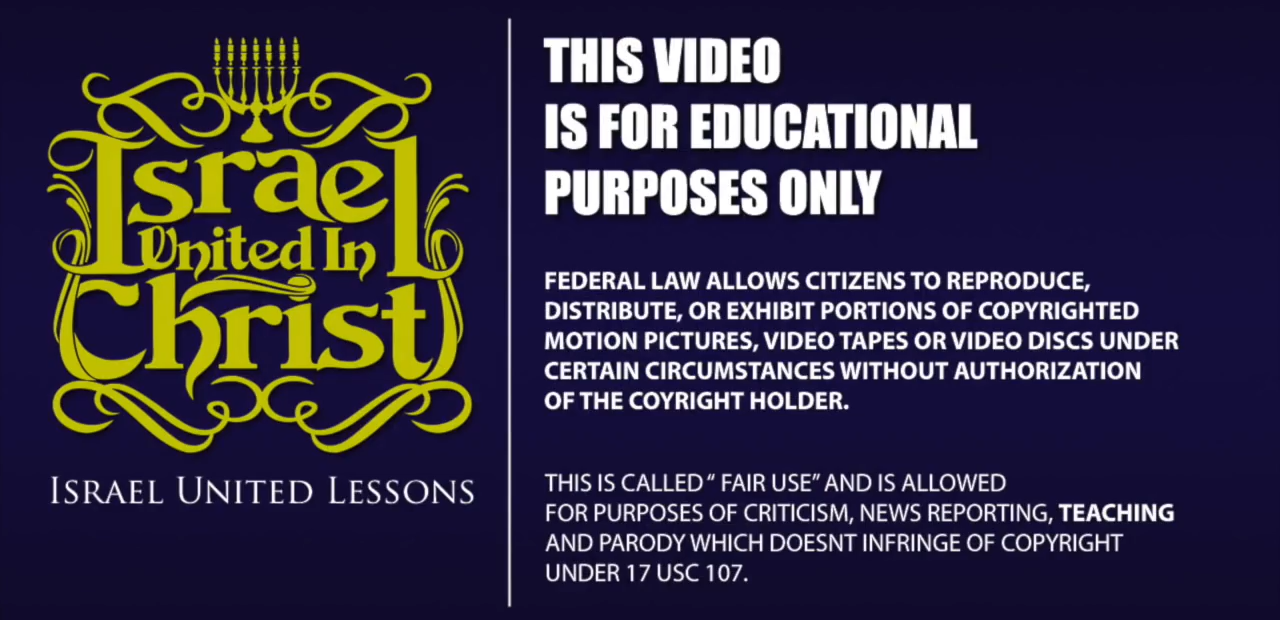 Israel
United In
Christ
ISRAEL UNITED LESSONS
THIS VIDEO
IS FOR EDUCATIONAL
PURPOSES ONLY
FEDERAL LAW ALLOWS CITIZENS TO REPRODUCE,
DISTRIBUTE, OR EXHIBIT PORTIONS OF COPYRIGHTED
MOTION PICTURES, VIDEO TAPES OR VIDEO DISCS UNDER
CERTAIN CIRCUMSTANCES WITHOUT AUTHORIZATION
OF THE COYRIGHT HOLDER.
THIS IS CALLED “ FAIR USE” AND IS ALLOWED
FOR PURPOSES OF CRITICISM, NEWS REPORTING, TEACHING
AND PARODY WHICH DOESNT INFRINGE OF COPYRIGHT
UNDER 17 USC 107.